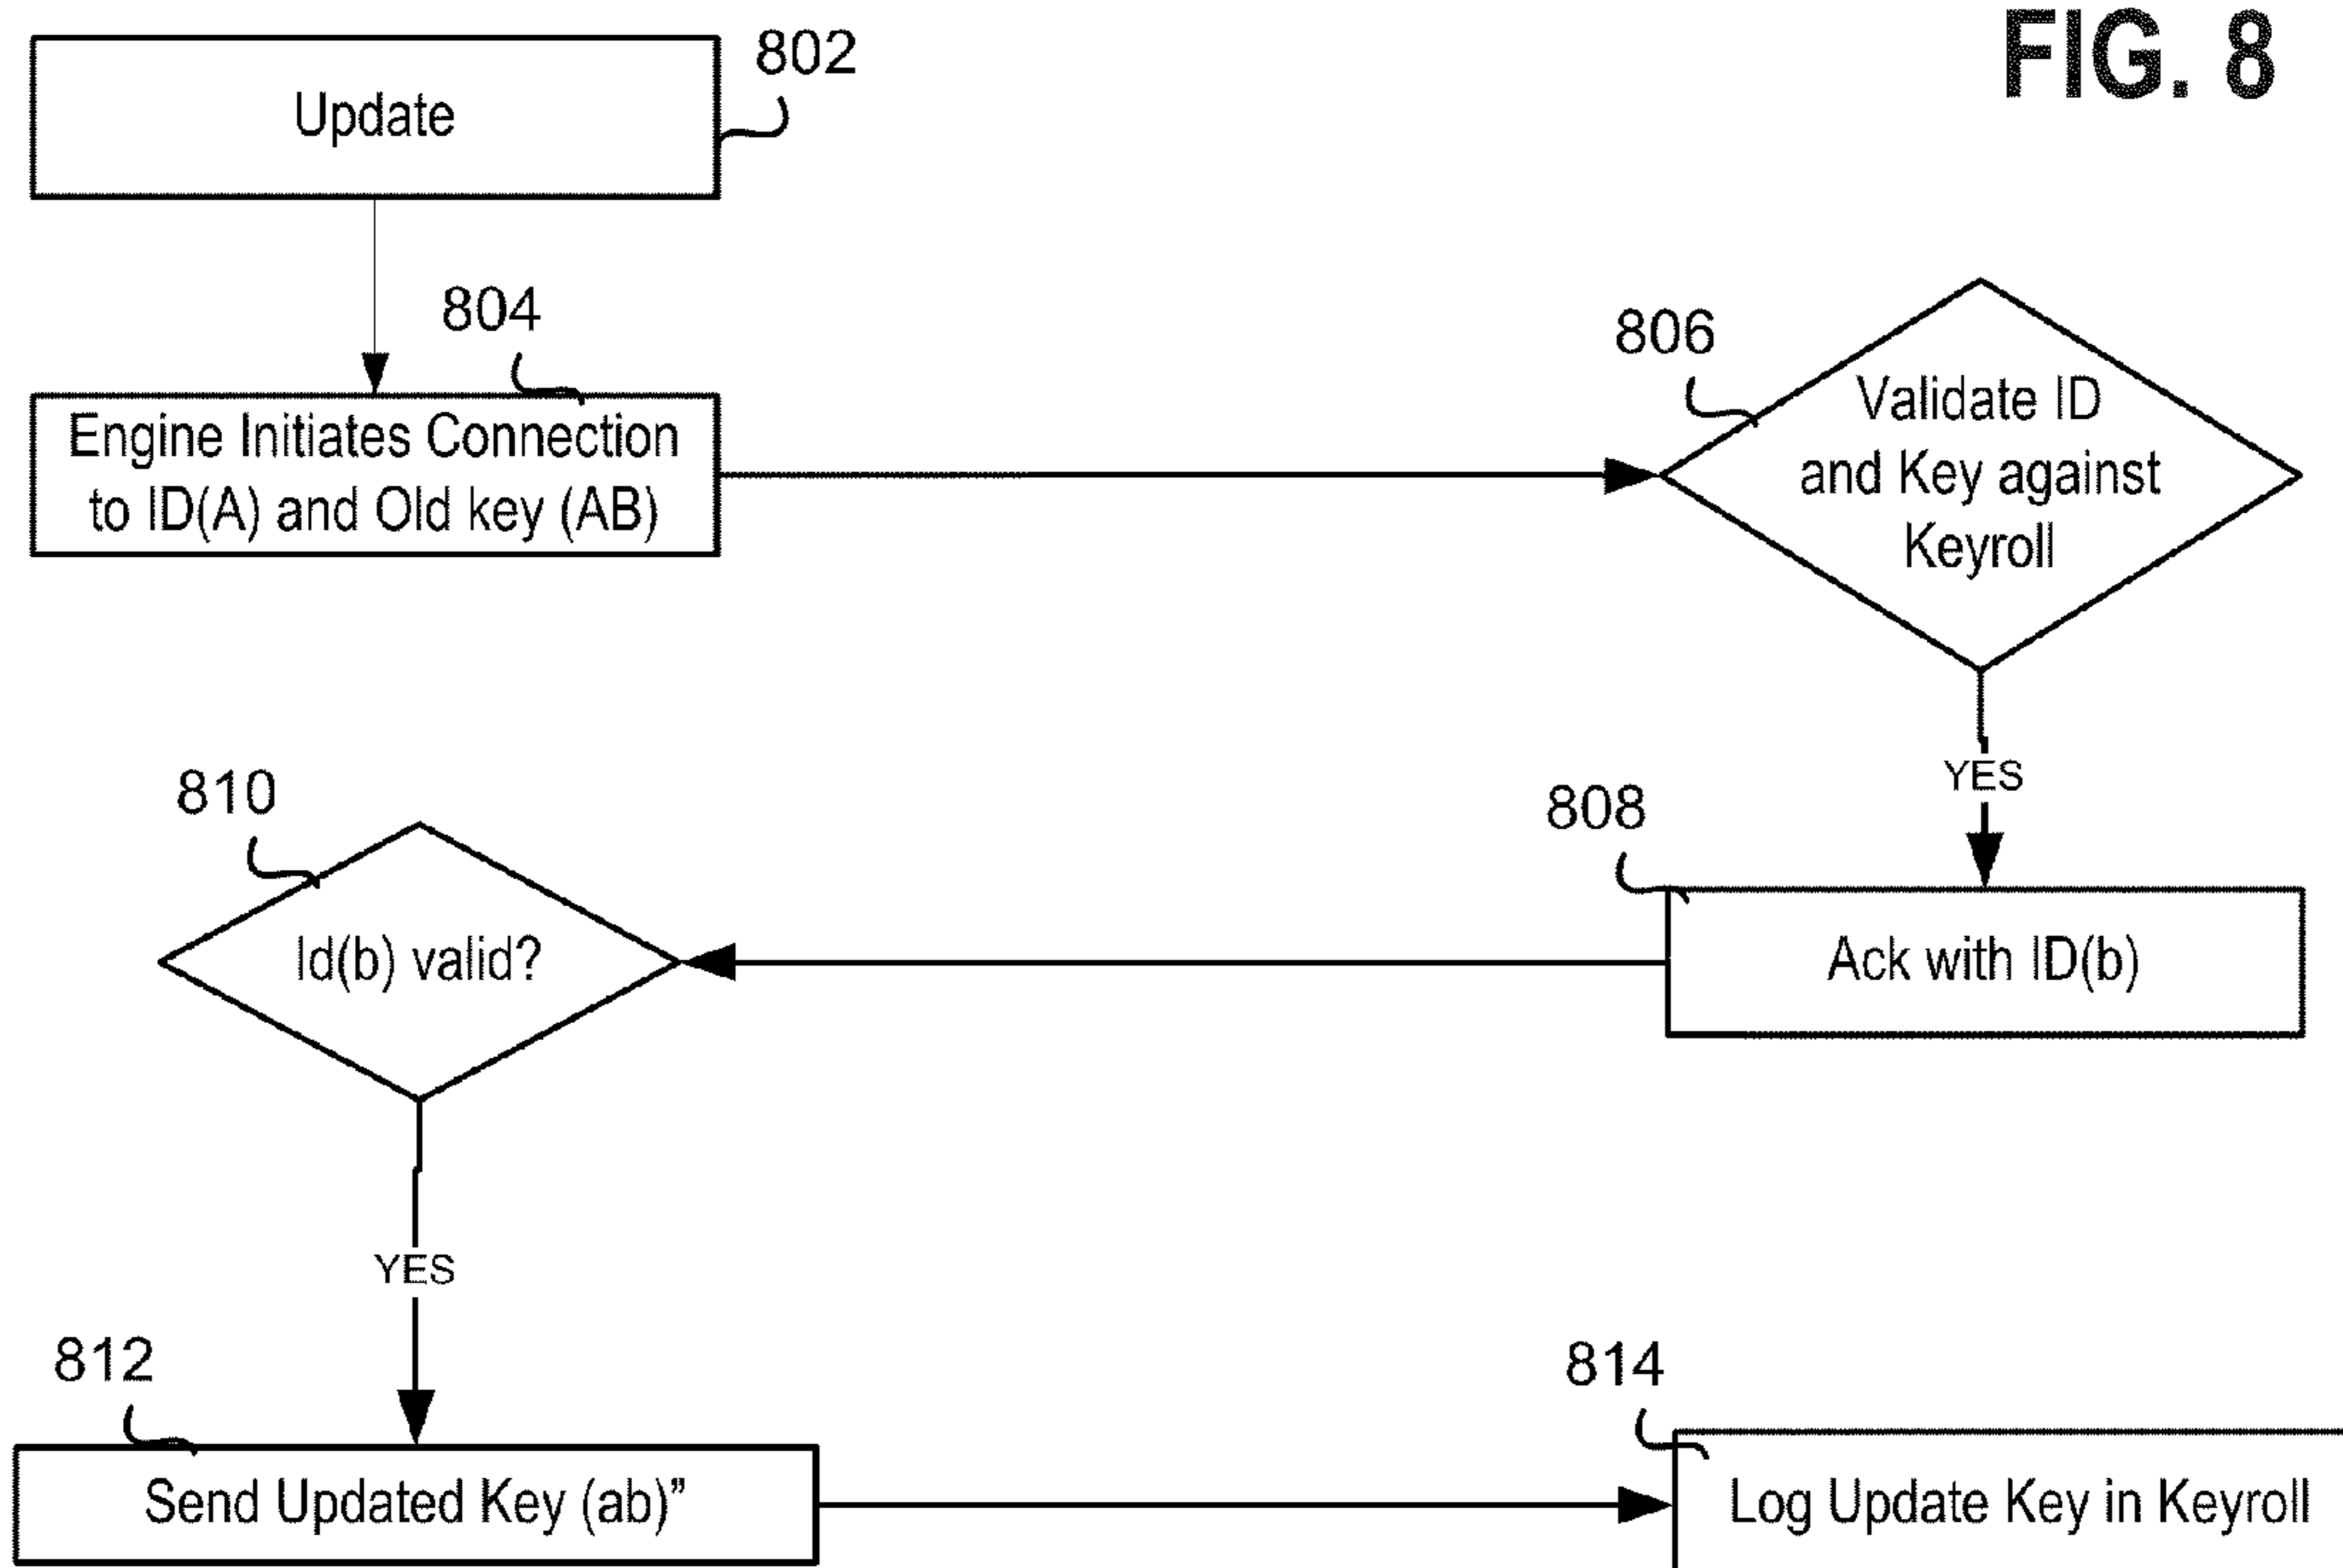 FIG. 8
802
Update
804
Engine Initiates Connection
to ID(A) and Old key (AB)
806
Validate ID
and Key against
Keyroll
YES
808
Ack with ID(b)
810
Id(b) valid?
YES
812
Send Updated Key (ab)”
814
Log Update Key in Keyroll